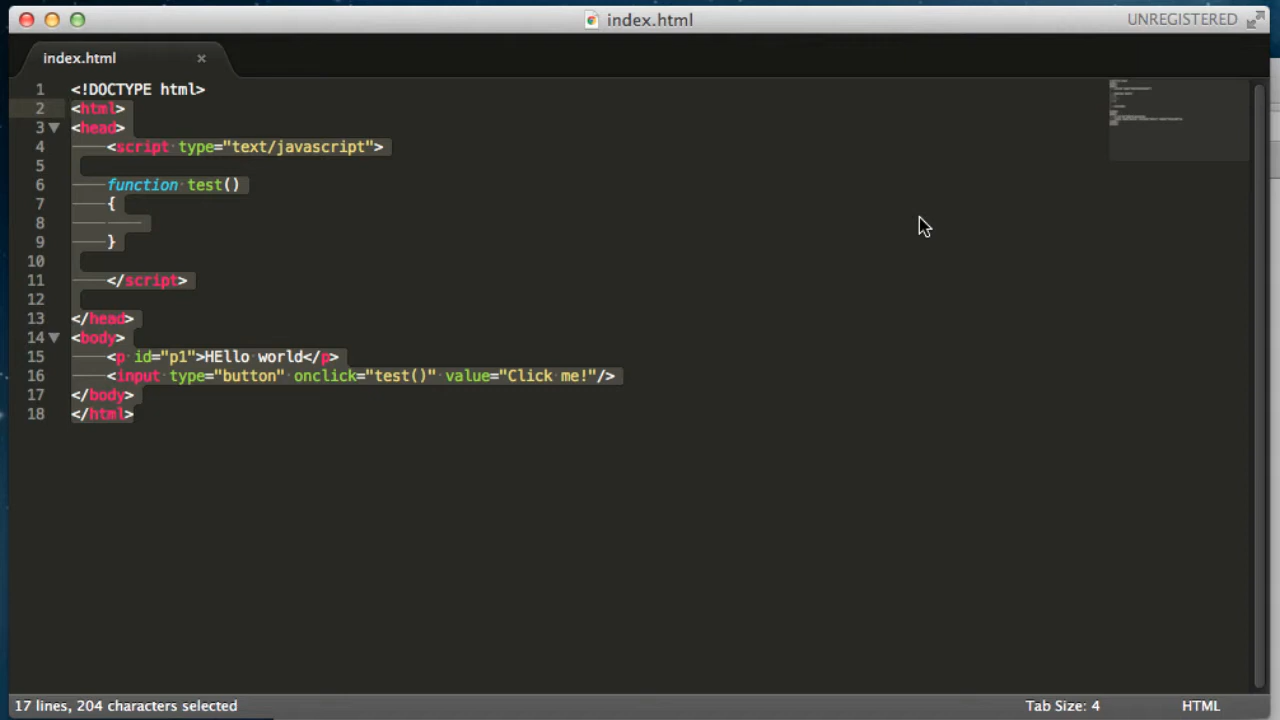 index.html
UNREGISTERED
index.html ×
1 <!DOCTYPE html>
2 <html>
3 <head>
4 <script type="text/javascript">
5
6 function test()
7 {
8
9 }
10
11 </script>
12
13 </head>
14 <body>
15 <p id="p1">HEllo world</p>
16 <input type="button" onclick="test()" value="Click me!"/>
17 </body>
18 </html>
17 lines, 204 characters selected
Tab Size: 4
HTML